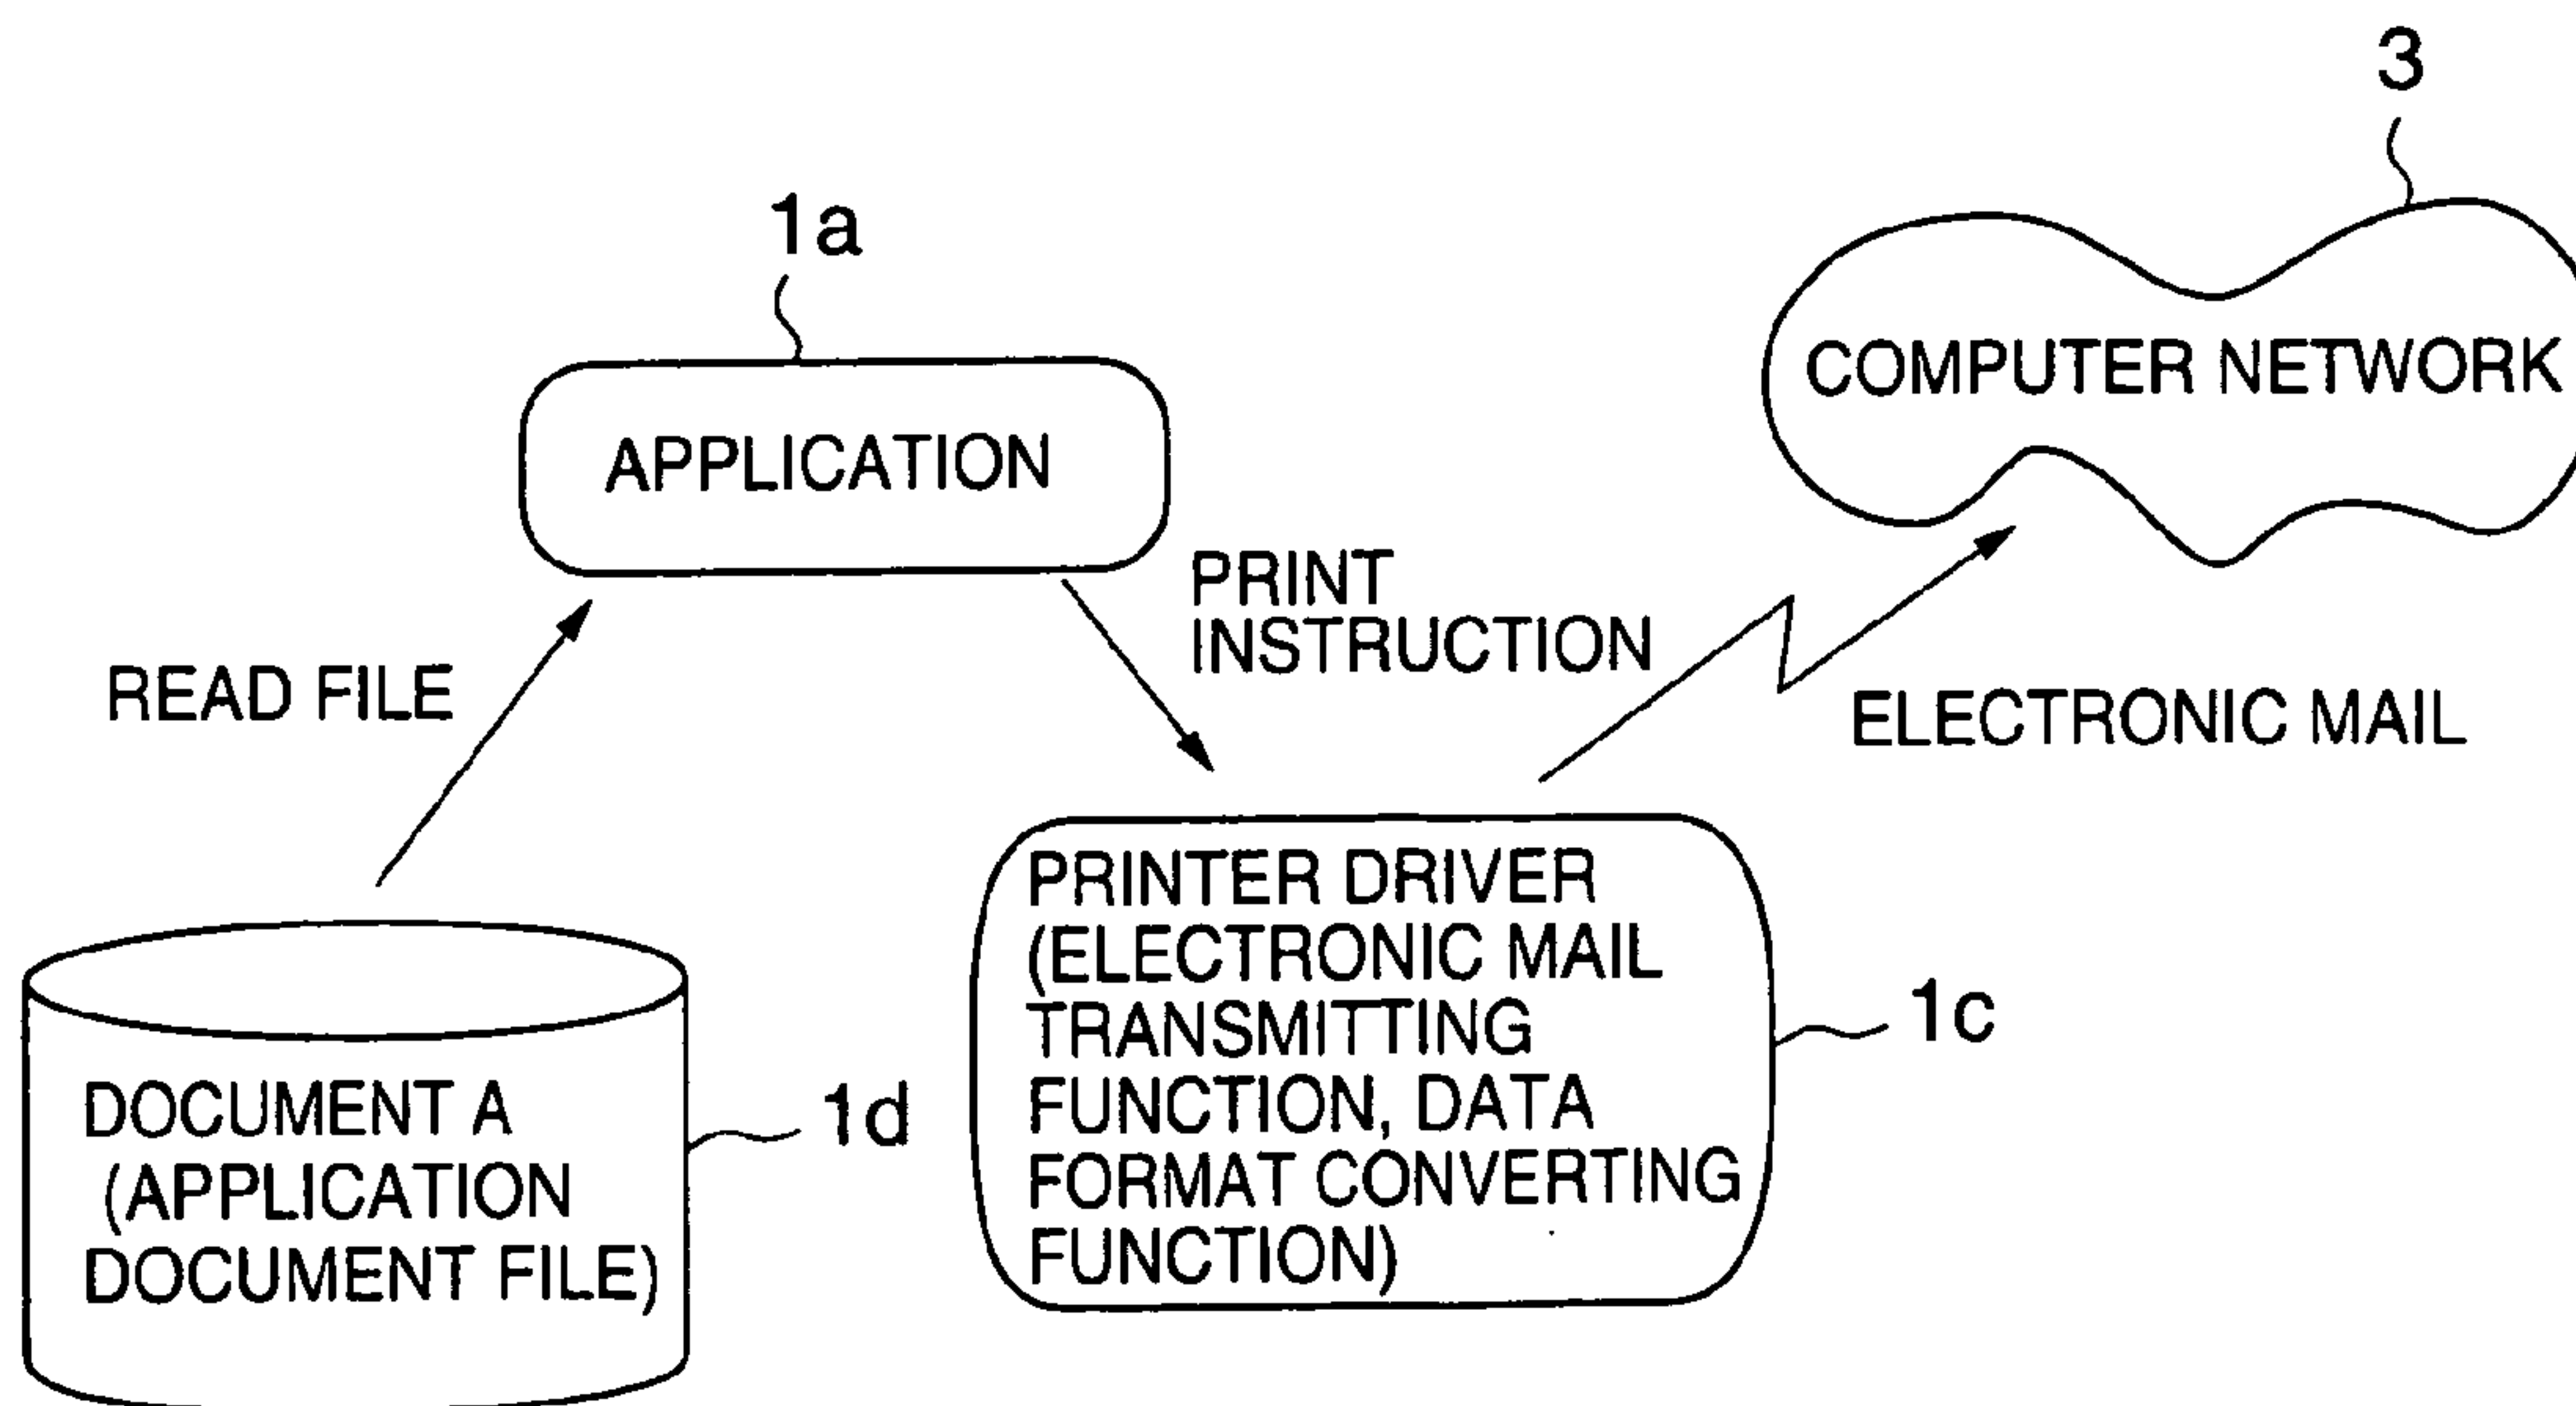 3
1a
COMPUTER NETWORK
APPLICATION
PRINT
INSTRUCTION
READ FILE
ELECTRONIC MAIL
PRINTER DRIVER
(ELECTRONIC MAIL
TRANSMITTING
FUNCTION, DATA
FORMAT CONVERTING
FUNCTION)
1c
DOCUMENT A
(APPLICATION
DOCUMENT FILE)
1d